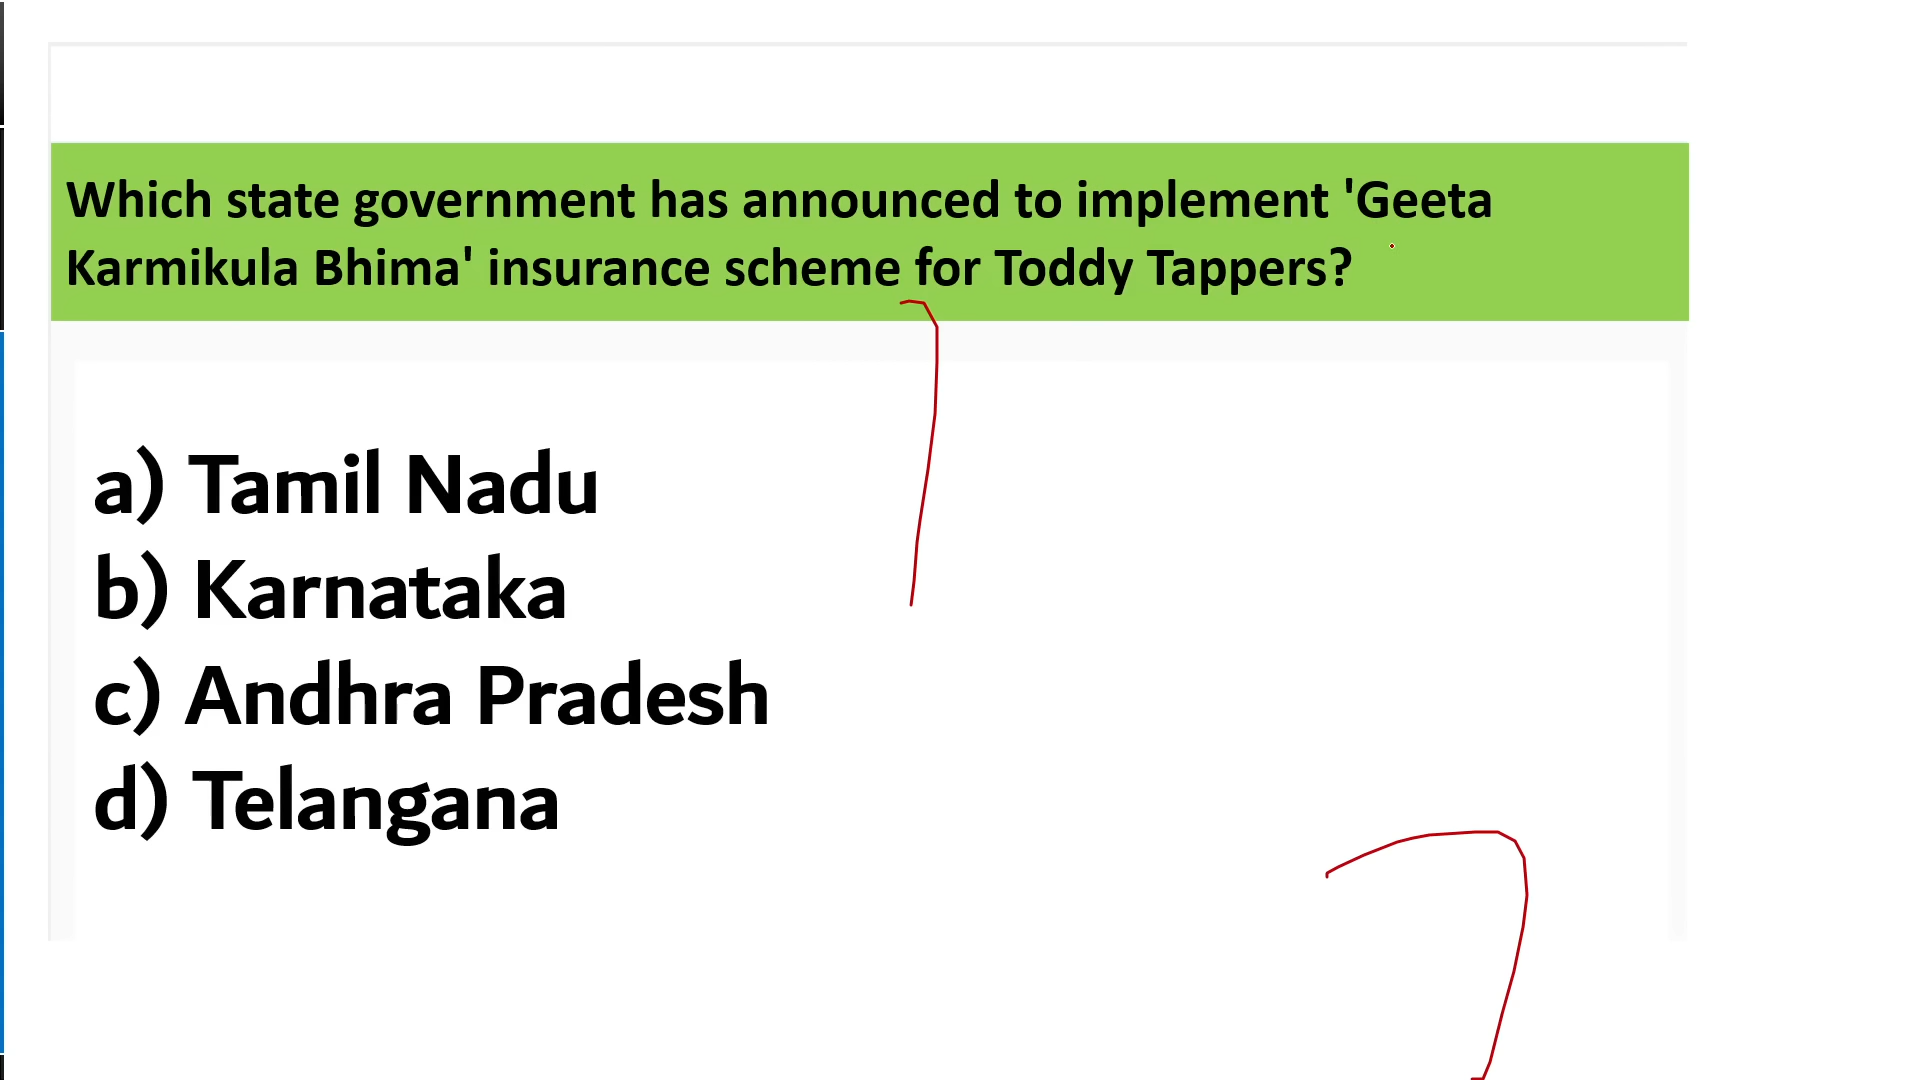 Which state government has announced to implement 'Geeta
Karmikula Bhima' insurance scheme for Toddy Tappers?
a) Tamil Nadu
b) Karnataka
c) Andhra Pradesh
d) Telangana